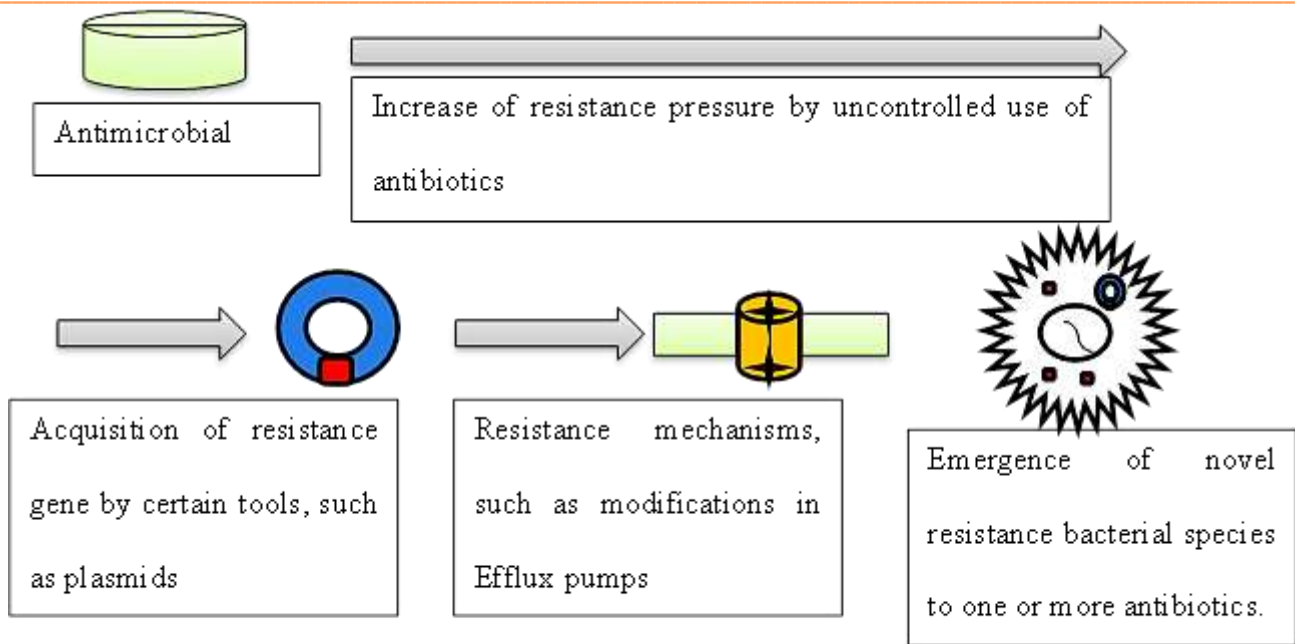 Antimicrobial
Increase of resistance pressure by uncontrolled use of
antibiotics
Acquisition of resistance
gene by certain tools, such
as plasmids
Resistance mechanisms,
such as modifications in
Efflux pumps
Emergence of novel
resistance bacterial species
to one or more antibiotics.